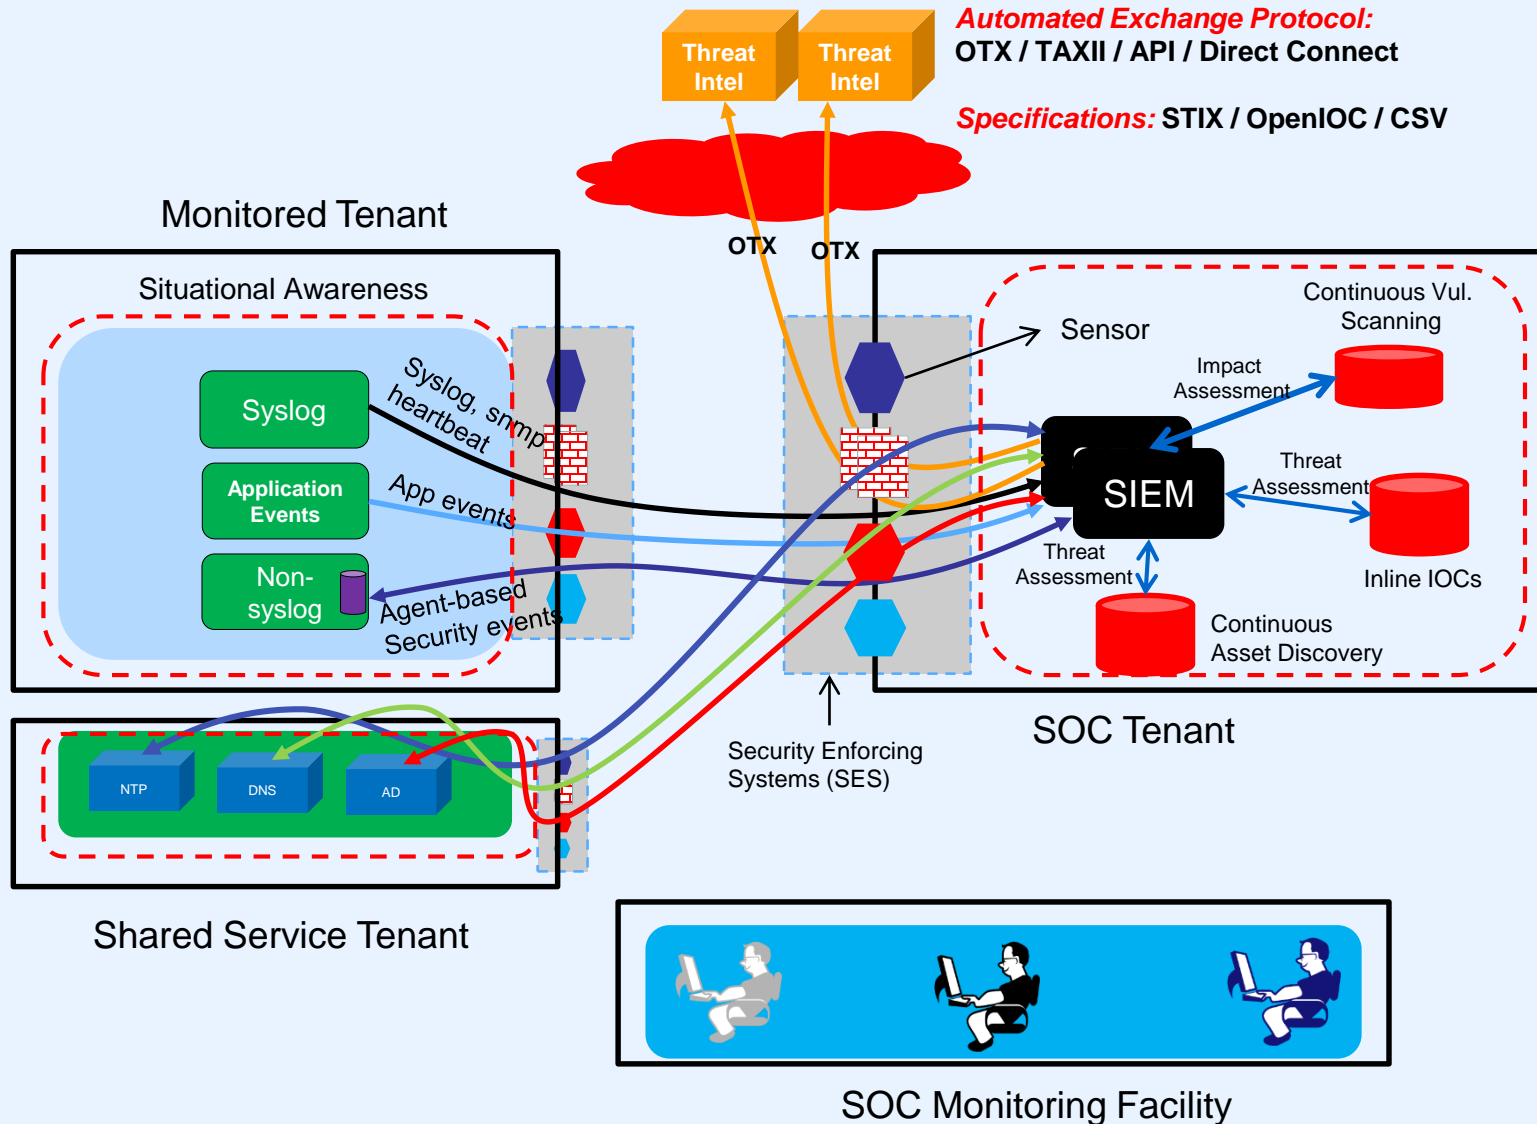 Threat
Intel
Threat
Intel
Automated Exchange Protocol:
OTX / TAXII / API / Direct Connect
Specifications: STIX / OpenIOC / CSV
Monitored Tenant
OTX
OTX
Situational Awareness
Syslog
Application
Events
Non-
syslog
Syslog, snmp
heartbeat
App events
Agent-based
Security events
Sensor
Continuous Vul.
Scanning
Impact
Assessment
Threat
Assessment
SIEM
Threat
Assessment
Inline IOCs
Continuous
Asset Discovery
SOC Tenant
Security Enforcing
Systems (SES)
NTP
DNS
AD
Shared Service Tenant
SOC Monitoring Facility